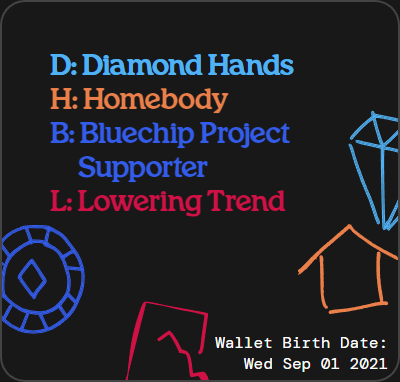 D: Diamond Hands
H: Homebody
B: Bluechip Project
Supporter
L: Lowering Trend
Wallet Birth Date:
Wed Sep 01 2021